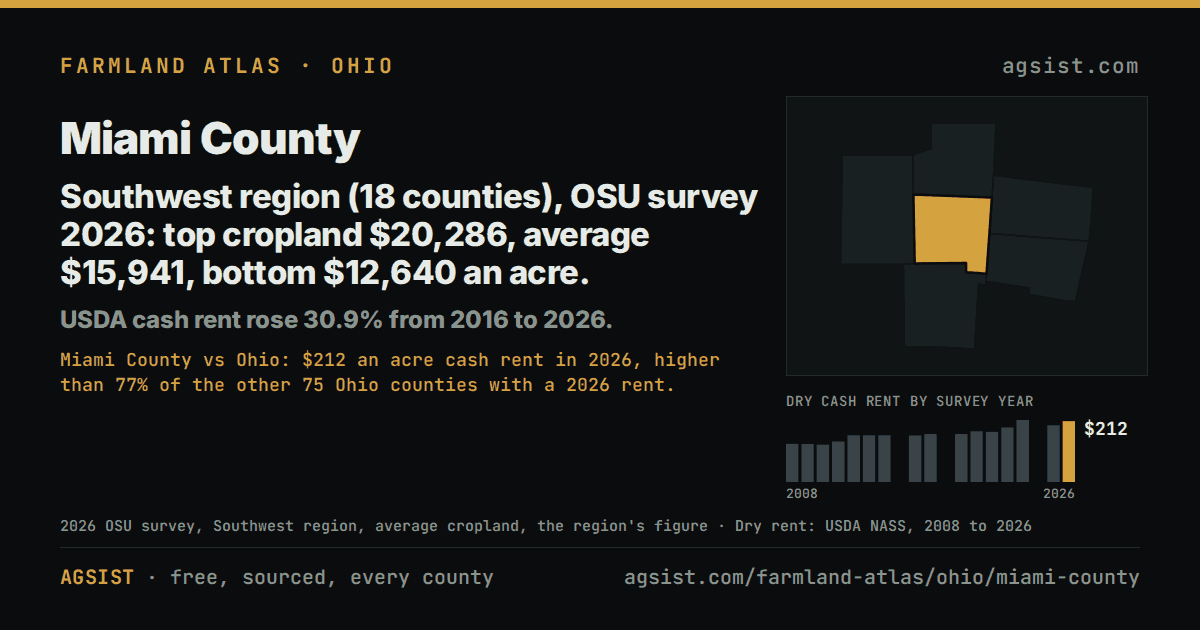 FARMLAND ATLAS · OHIO
agsist.com
Miami County
Southwest region (18 counties), OSU survey
2026: top cropland $20,286, average
$15,941, bottom $12,640 an acre.
USDA cash rent rose 30.9% from 2016 to 2026.
Miami County vs Ohio: $212 an acre cash rent in 2026, higher
than 77% of the other 75 Ohio counties with a 2026 rent.
DRY CASH RENT BY SURVEY YEAR
$212
2008
2026
2026 OSU survey, Southwest region, average cropland, the region's figure · Dry rent: USDA NASS, 2008 to 2026
AGSIST · free, sourced, every county
agsist.com/farmland-atlas/ohio/miami-county